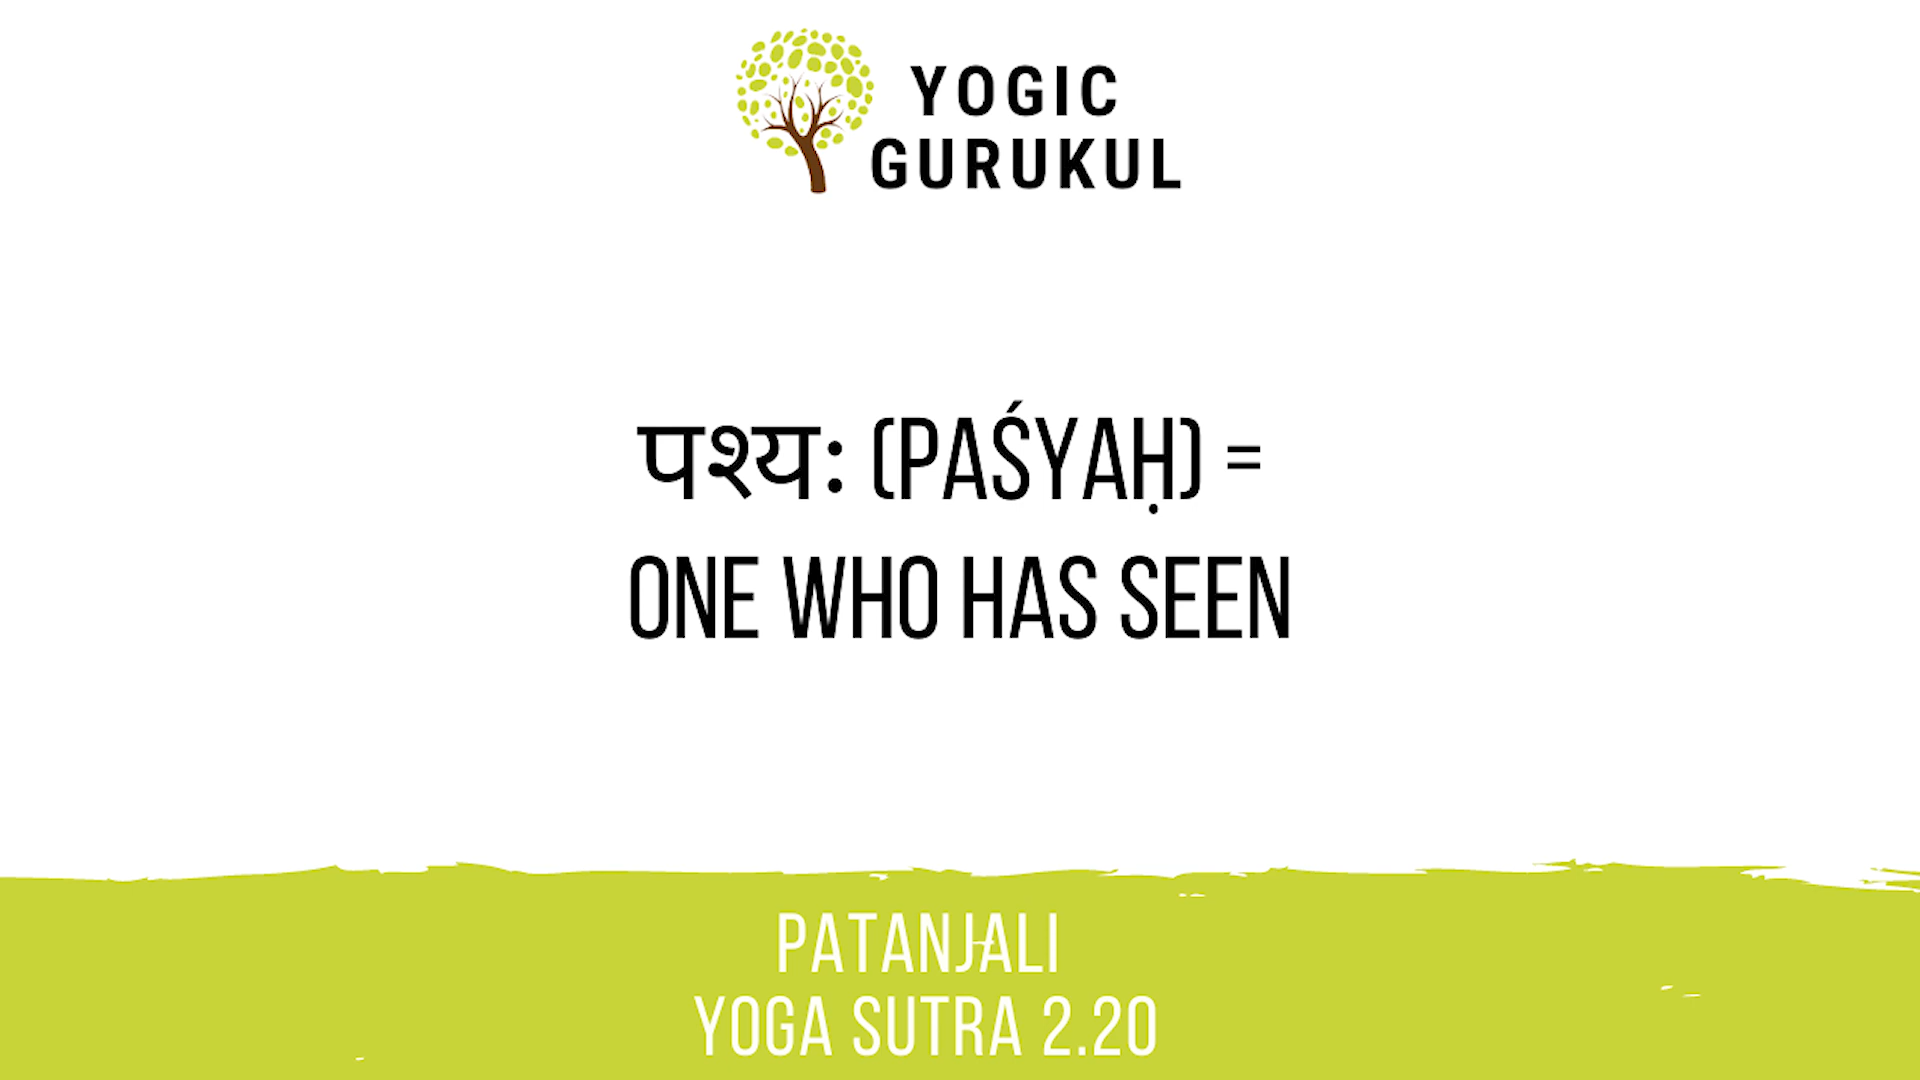 YOGIC
GURUKUL
पश्यः (PAŚYAḤ) =
ONE WHO HAS SEEN
PATANJALI
YOGA SUTRA 2.20